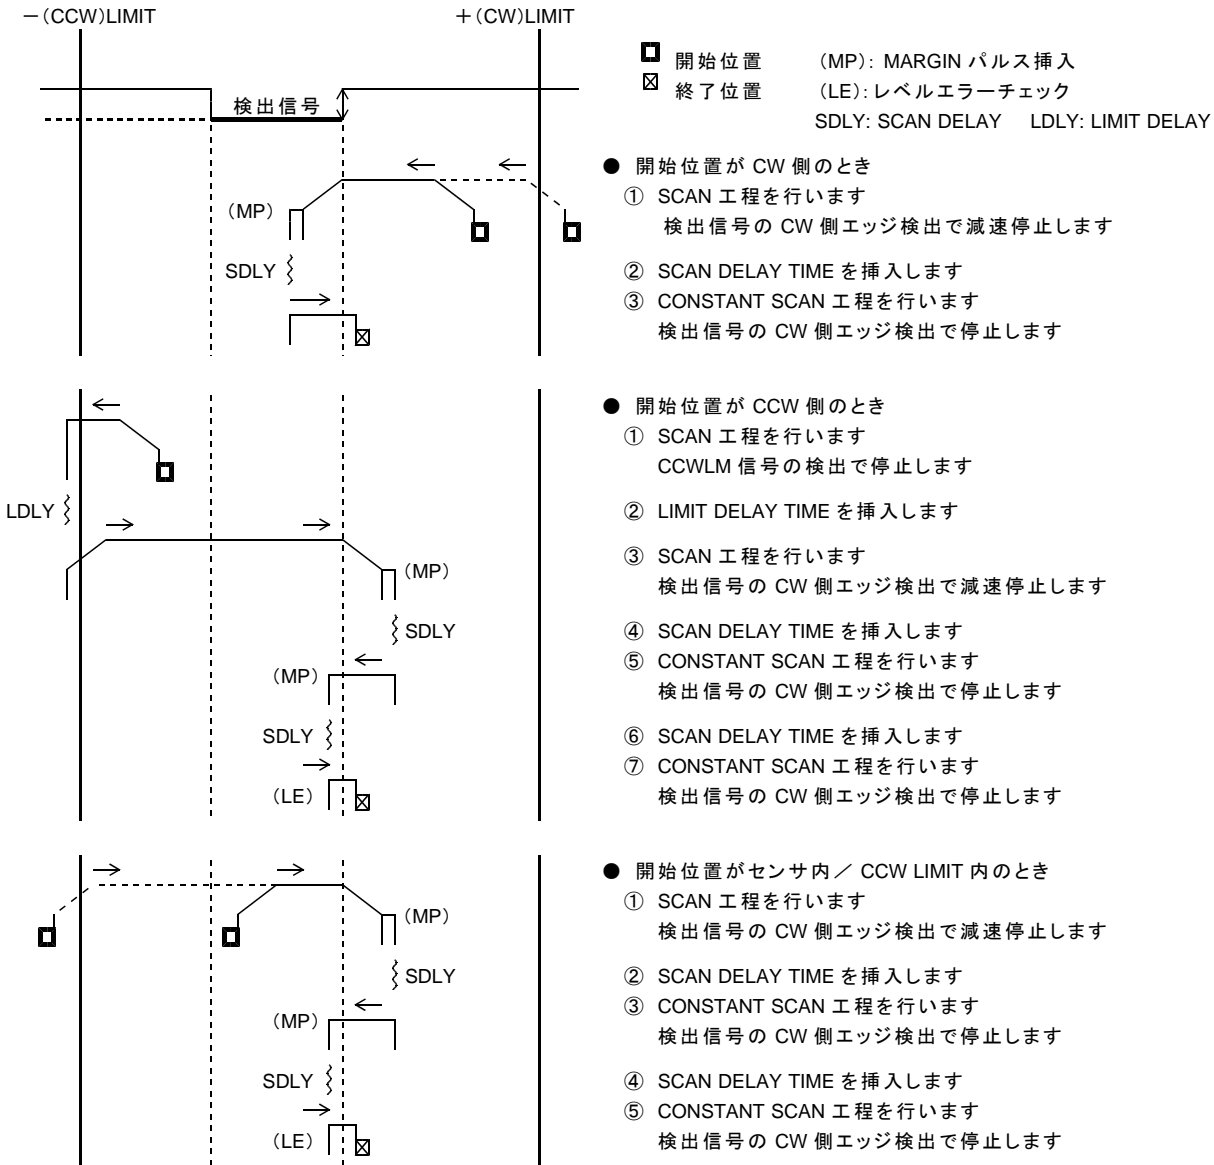 －(CCW)LIMIT
＋(CW)LIMIT
開始位置 (MP): MARGIN パルス挿入
終了位置 (LE):レベルエラーチェック
SDLY: SCAN DELAY LDLY: LIMIT DELAY
検出信号
(MP)
SDLY
● 開始位置が CW 側のとき
① SCAN 工程を行います
検出信号の CW 側エッジ検出で減速停止します
② SCAN DELAY TIME を挿入します
③ CONSTANT SCAN 工程を行います
検出信号の CW 側エッジ検出で停止します
LDLY
(MP)
SDLY
(MP)
SDLY
(LE)
● 開始位置が CCW 側のとき
① SCAN 工程を行います
CCWLM 信号の検出で停止します
② LIMIT DELAY TIME を挿入します
③ SCAN 工程を行います
検出信号の CW 側エッジ検出で減速停止します
④ SCAN DELAY TIME を挿入します
⑤ CONSTANT SCAN 工程を行います
検出信号の CW 側エッジ検出で停止します
⑥ SCAN DELAY TIME を挿入します
⑦ CONSTANT SCAN 工程を行います
検出信号の CW 側エッジ検出で停止します
(MP)
SDLY
(MP)
SDLY
(LE)
● 開始位置がセンサ内／ CCW LIMIT 内のとき
① SCAN 工程を行います
検出信号の CW 側エッジ検出で減速停止します
② SCAN DELAY TIME を挿入します
③ CONSTANT SCAN 工程を行います
検出信号の CW 側エッジ検出で停止します
④ SCAN DELAY TIME を挿入します
⑤ CONSTANT SCAN 工程を行います
検出信号の CW 側エッジ検出で停止します